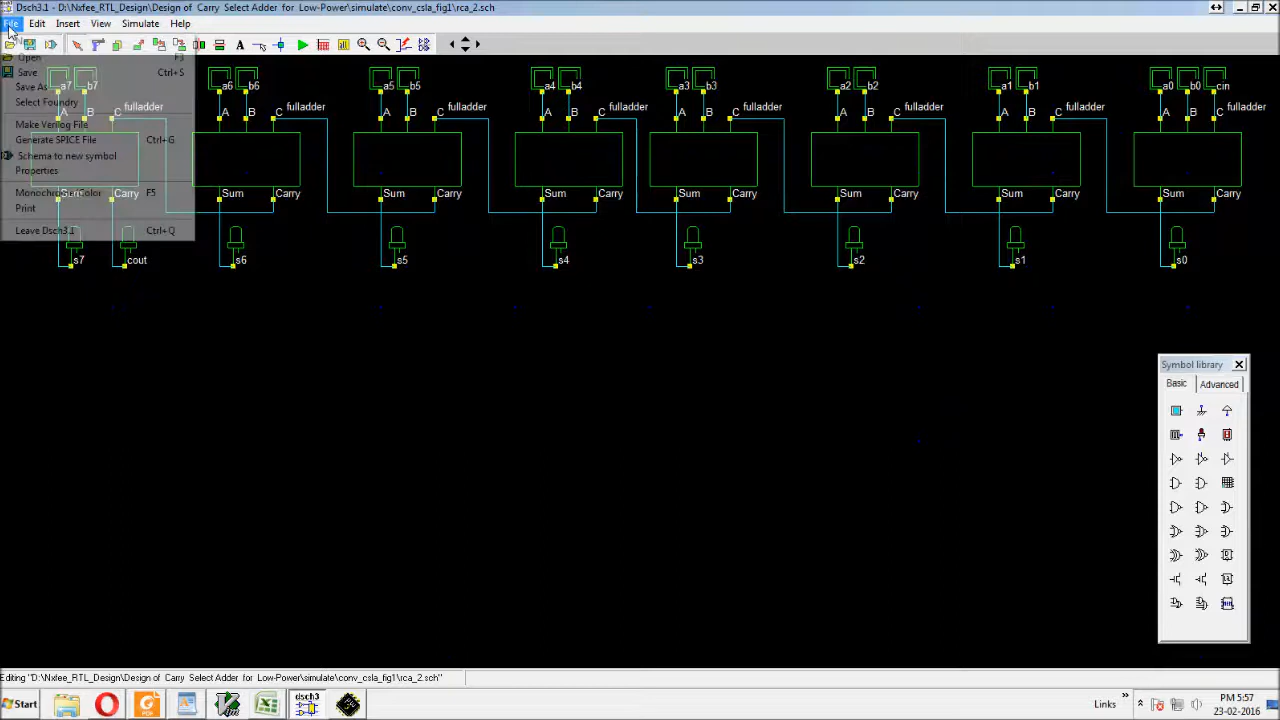 Dsch3.1 - D:\Nxfee_RTL_Design\Design of Carry Select Adder for Low-Power\simulate\conv_csla_fig1\rca_2.sch
File Edit Insert View Simulate Help
A
Open F3
Save Ctrl+S
Save As
Select Foundry
Make Verilog File
Generate SPICE File Ctrl+G
Schema to new symbol
Properties
Monochrom/Color F5
Print
Leave Dsch3.1 Ctrl+Q
a7 b7 a6 b6 a5 b5 a4 b4 a3 b3 a2 b2 a1 b1 a0 b0 cin
fulladder fulladder fulladder fulladder fulladder fulladder fulladder fulladder
A B C A B C A B C A B C A B C A B C A B C A B C
Sum Carry Sum Carry Sum Carry Sum Carry Sum Carry Sum Carry Sum Carry Sum Carry
s7 cout s6 s5 s4 s3 s2 s1 s0
Symbol library
Basic Advanced
Editing "D:\Nxfee_RTL_Design\Design of Carry Select Adder for Low-Power\simulate\conv_csla_fig1\rca_2.sch"
Start
dsch3
Links
PM 5:57
23-02-2016